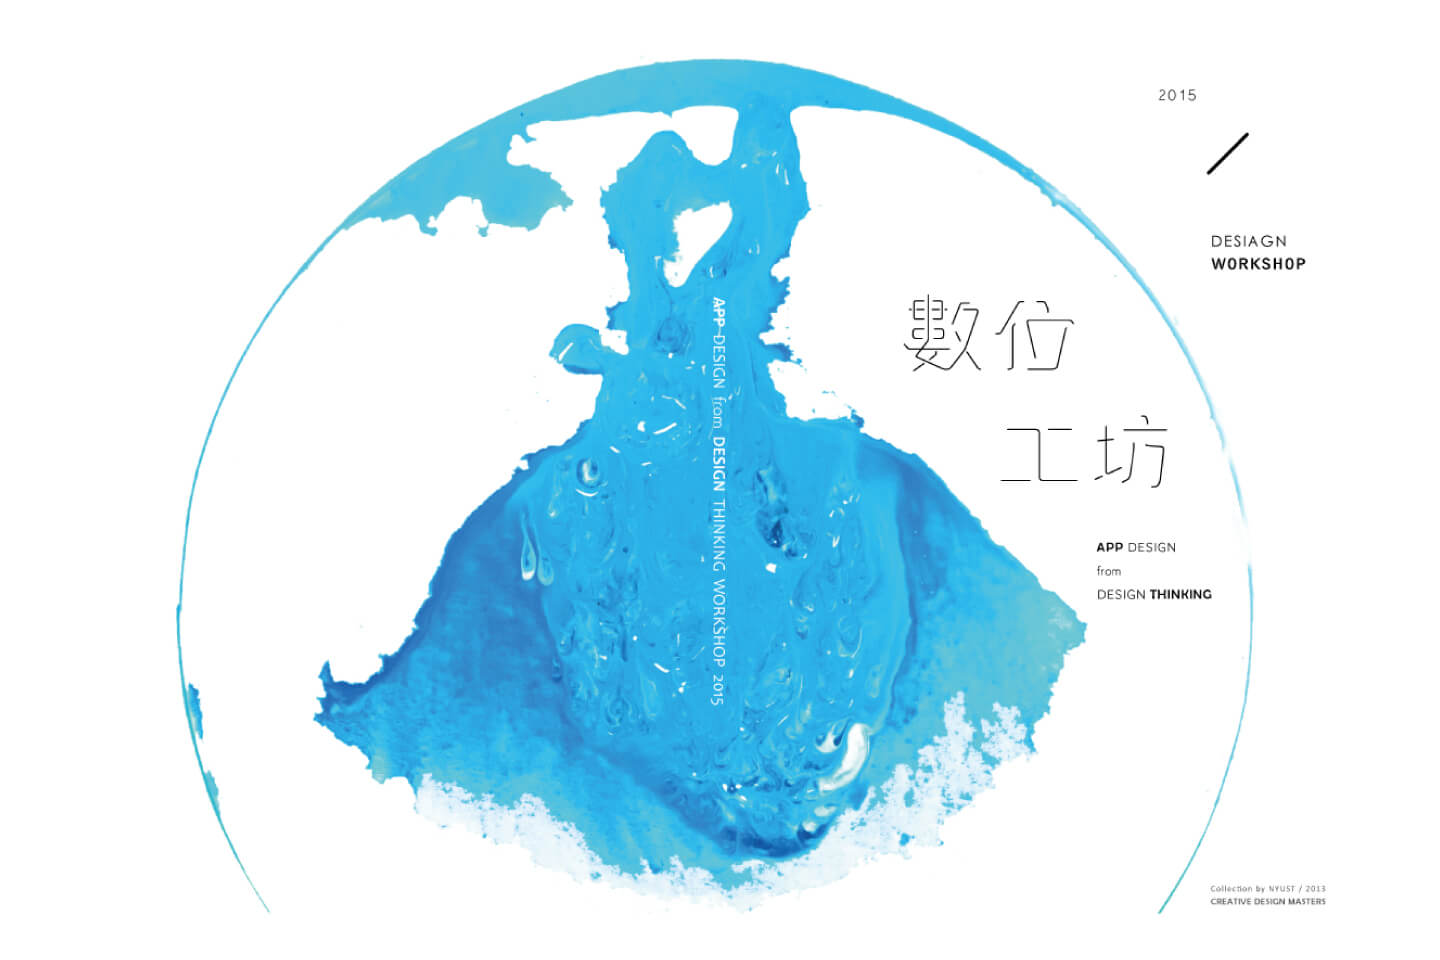 2015
DESIAGN
WORKSHOP
數位
工坊
APP DESIGN
from
DESIGN THINKING
APP DESIGN from DESIGN THINKING WORKSHOP 2015
Collection by NYUST / 2013
CREATIVE DESIGN MASTERS